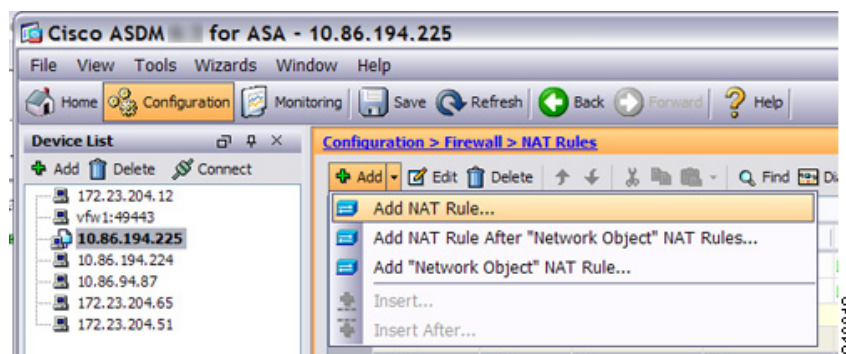 Cisco ASDM for ASA - 10.86.194.225
File View Tools Wizards Window Help
Home Configuration Monitoring Save Refresh Back Forward Help
Device List
Add Delete Connect
172.23.204.12
vfw1:49443
10.86.194.225
10.86.194.224
10.86.94.87
172.23.204.65
172.23.204.51
Configuration > Firewall > NAT Rules
Add Edit Delete Find Di
Add NAT Rule...
Add NAT Rule After "Network Object" NAT Rules...
Add "Network Object" NAT Rule...
Insert...
Insert After...